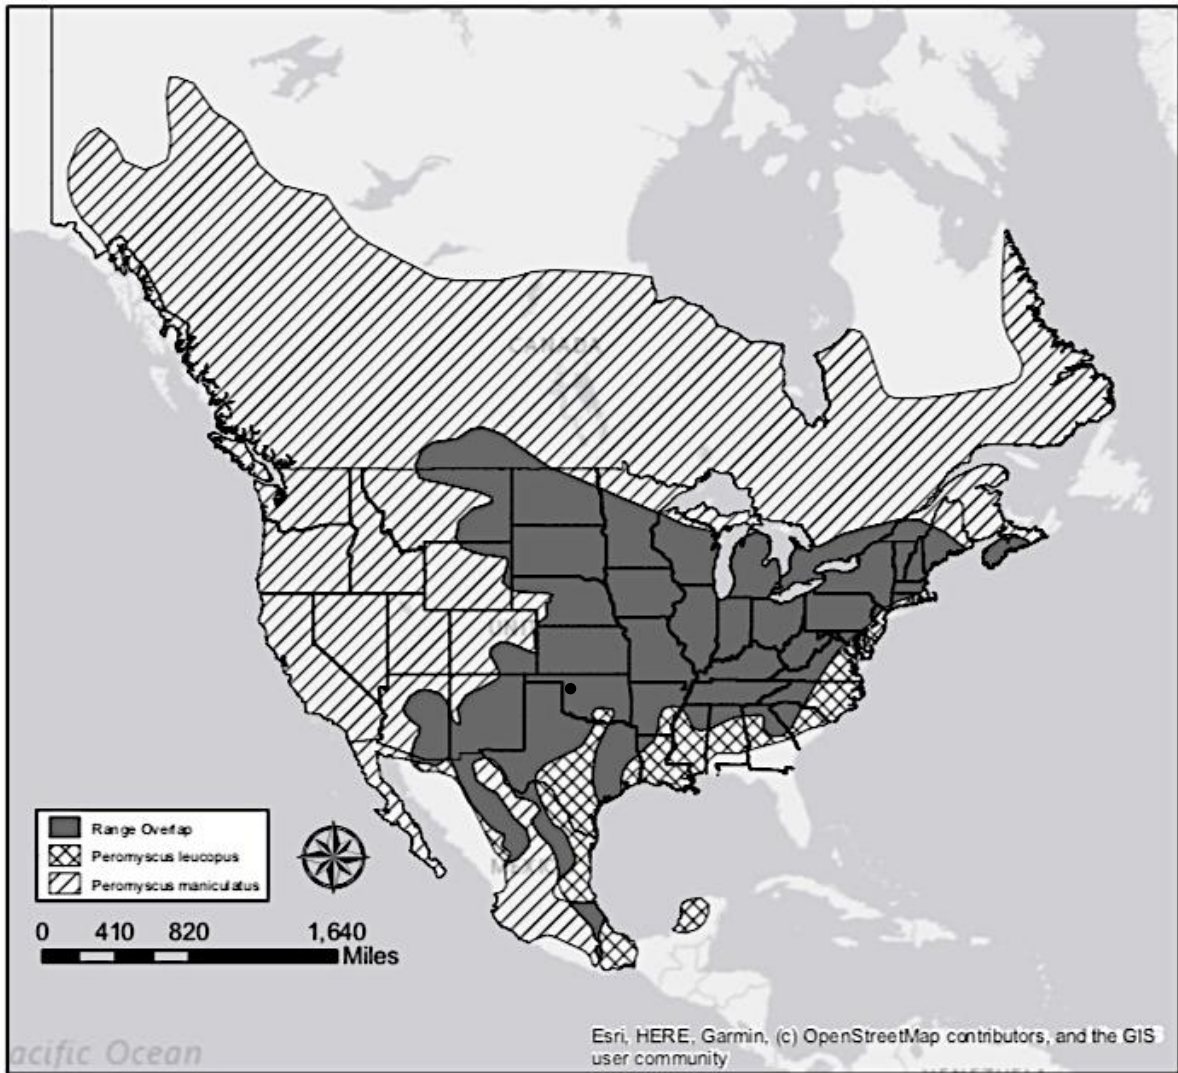 CANADA
Range Overlap
Peromyscus leucopus
Peromyscus maniculatus
0 410 820 1,640
Miles
Esri, HERE, Garmin, (c) OpenStreetMap contributors, and the GIS
user community
acific Ocean